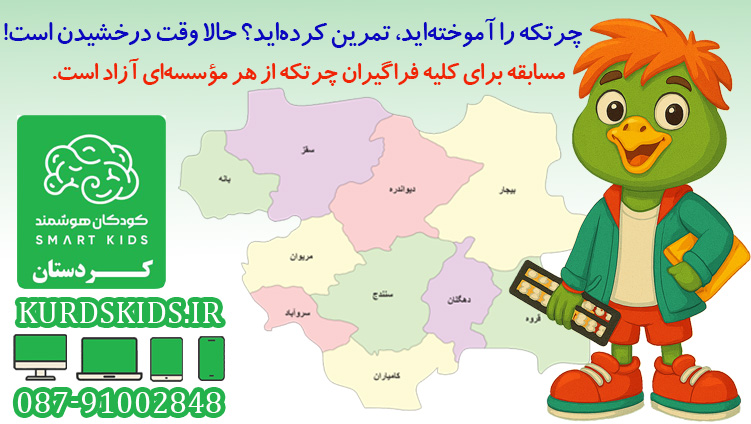 چرتکه را آموخته‌اید، تمرین کرده‌اید؟ حالا وقت درخشیدن است!
مسابقه برای کلیه فراگیران چرتکه از هر مؤسسه‌ای آزاد است.
سقز
بانه
دیواندره
بیجار
کودکان هوشمند
SMART KIDS
کردستان
مریوان
سنندج
دهگلان
قروه
سروآباد
کامیاران
KURDSKIDS.IR
087-91002848